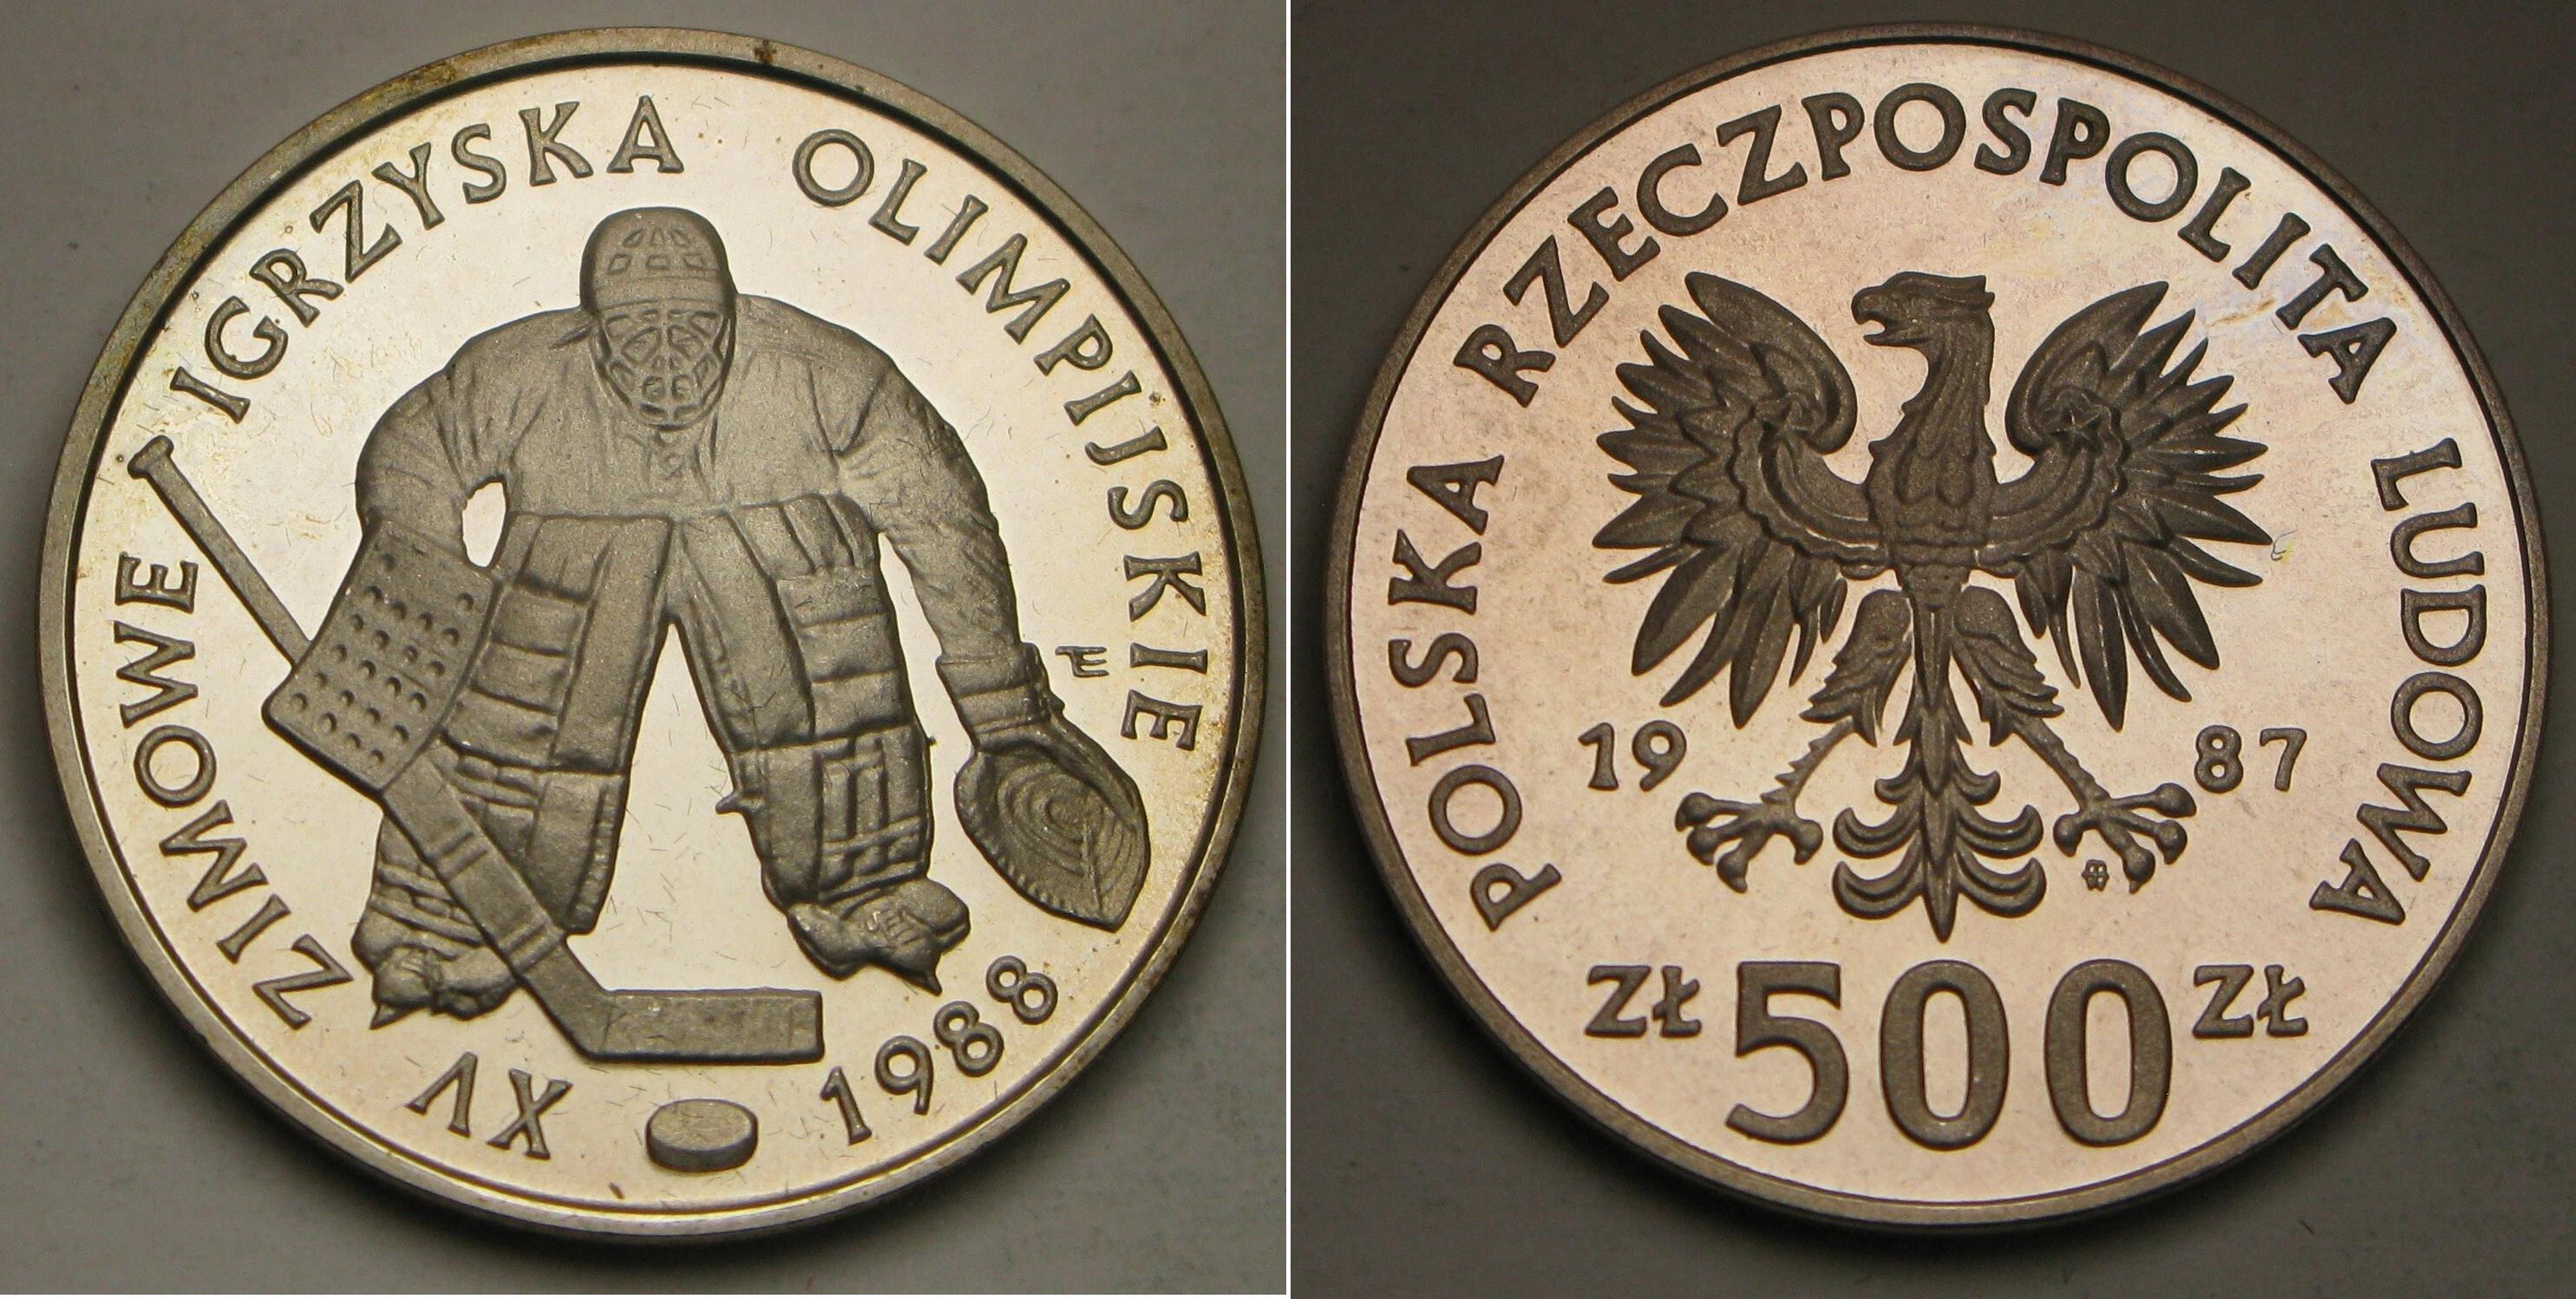 XV ZIMOWE IGRZYSKA OLIMPIJSKIE 1988
POLSKA RZECZPOSPOLITA LUDOWA
19 87
ZŁ 500 ZŁ